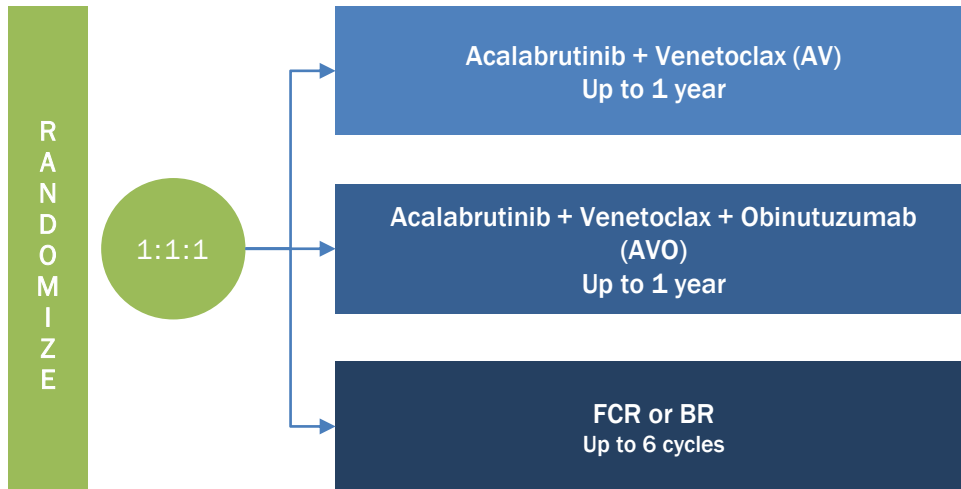 RANDOMIZE
1:1:1
Acalabrutinib + Venetoclax (AV)
Up to 1 year
Acalabrutinib + Venetoclax + Obinutuzumab
(AVO)
Up to 1 year
FCR or BR
Up to 6 cycles